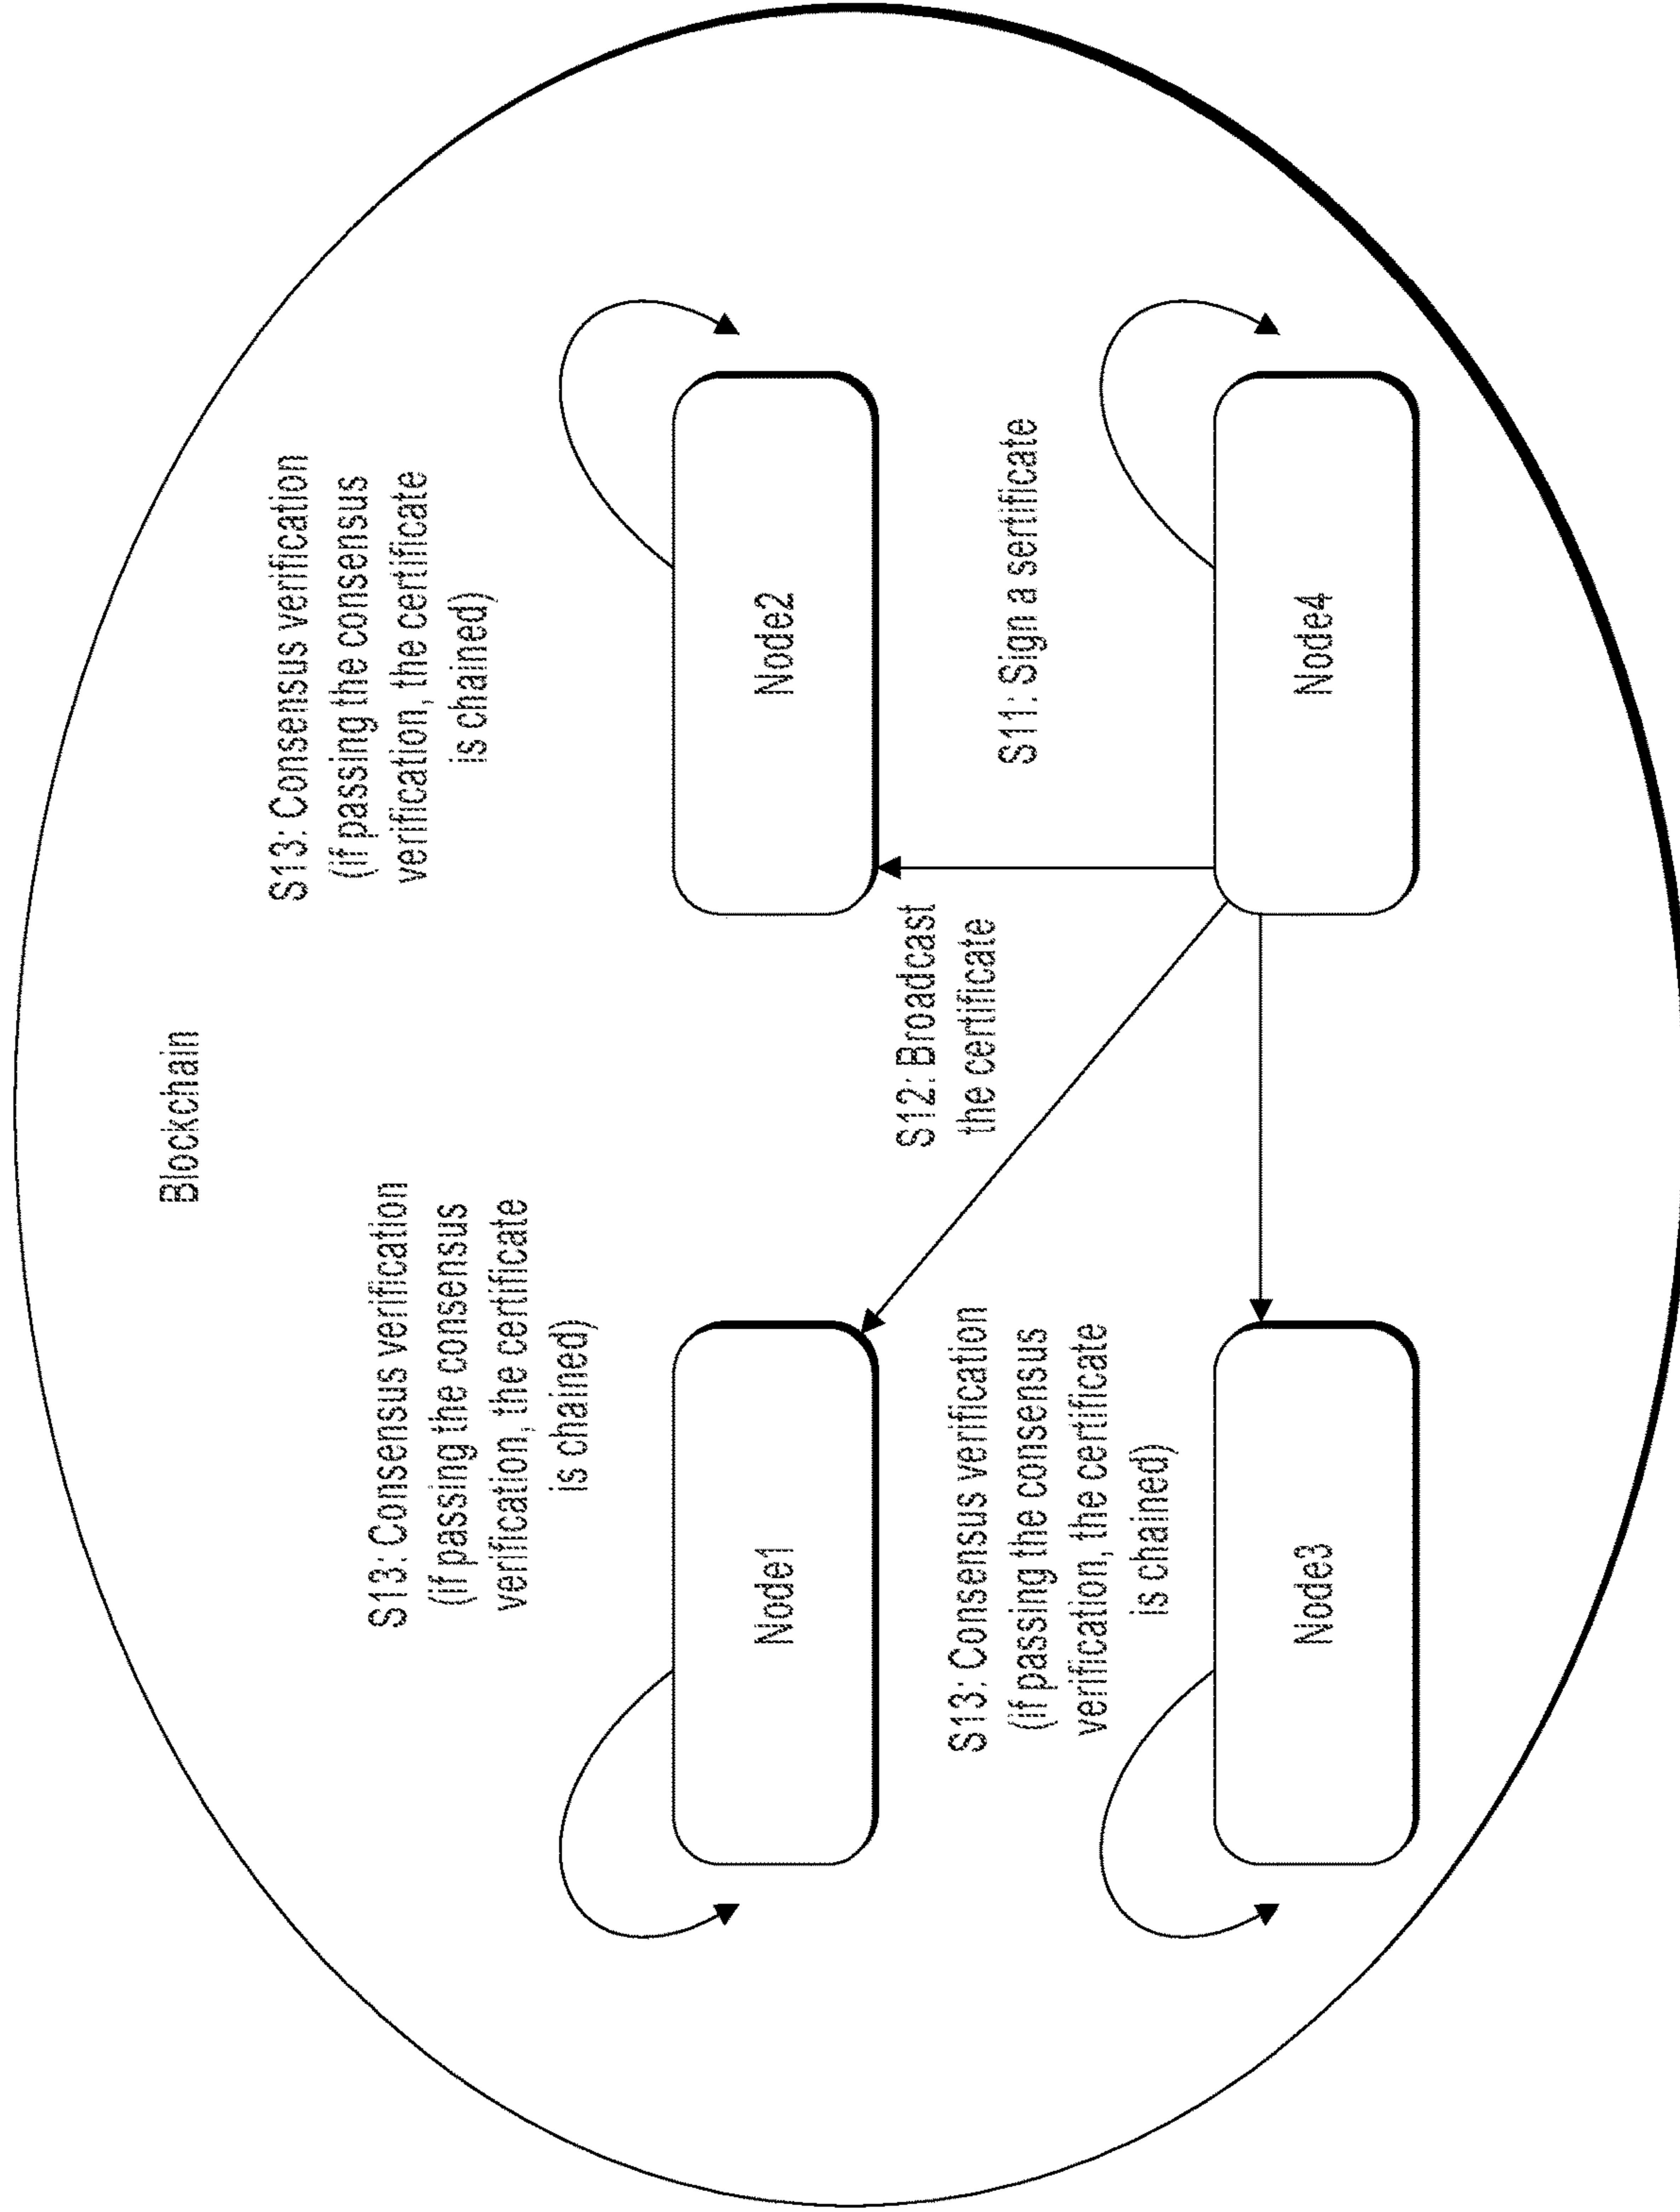 Blockchain
S13: Consensus verification
(if passing the consensus
verification, the certificate
is chained)
S13: Consensus verification
(if passing the consensus
verification, the certificate
is chained)
Node1
Node2
S12: Broadcast
the certificate
S11: Sign a sertificate
S13: Consensus verification
(if passing the consensus
verification, the certificate
is chained)
Node3
Node4